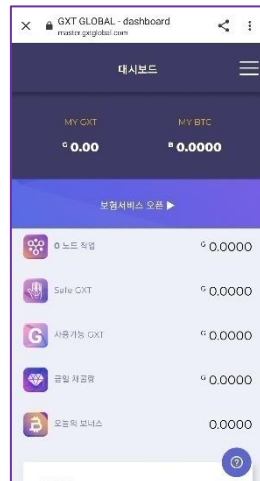 GXT GLOBAL - dashboard
master.gxtglobal.com
대시보드
MY GXT
MY BTC
G 0.00
B 0.0000
보험서비스 오픈 ▶
0 노드 작업
G 0.0000
Safe GXT
G 0.0000
사용가능 GXT
G 0.0000
금일 채굴량
G 0.0000
오늘의 보너스
0.0000